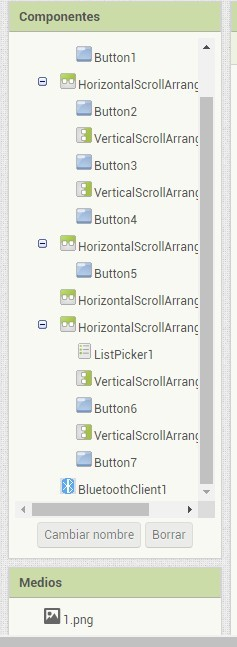 Componentes
Button1
HorizontalScrollArrang
Button2
VerticalScrollArrang
Button3
VerticalScrollArrang
Button4
HorizontalScrollArrang
Button5
HorizontalScrollArrang
HorizontalScrollArrang
ListPicker1
VerticalScrollArrang
Button6
VerticalScrollArrang
Button7
BluetoothClient1
Cambiar nombre Borrar
Medios
1.png